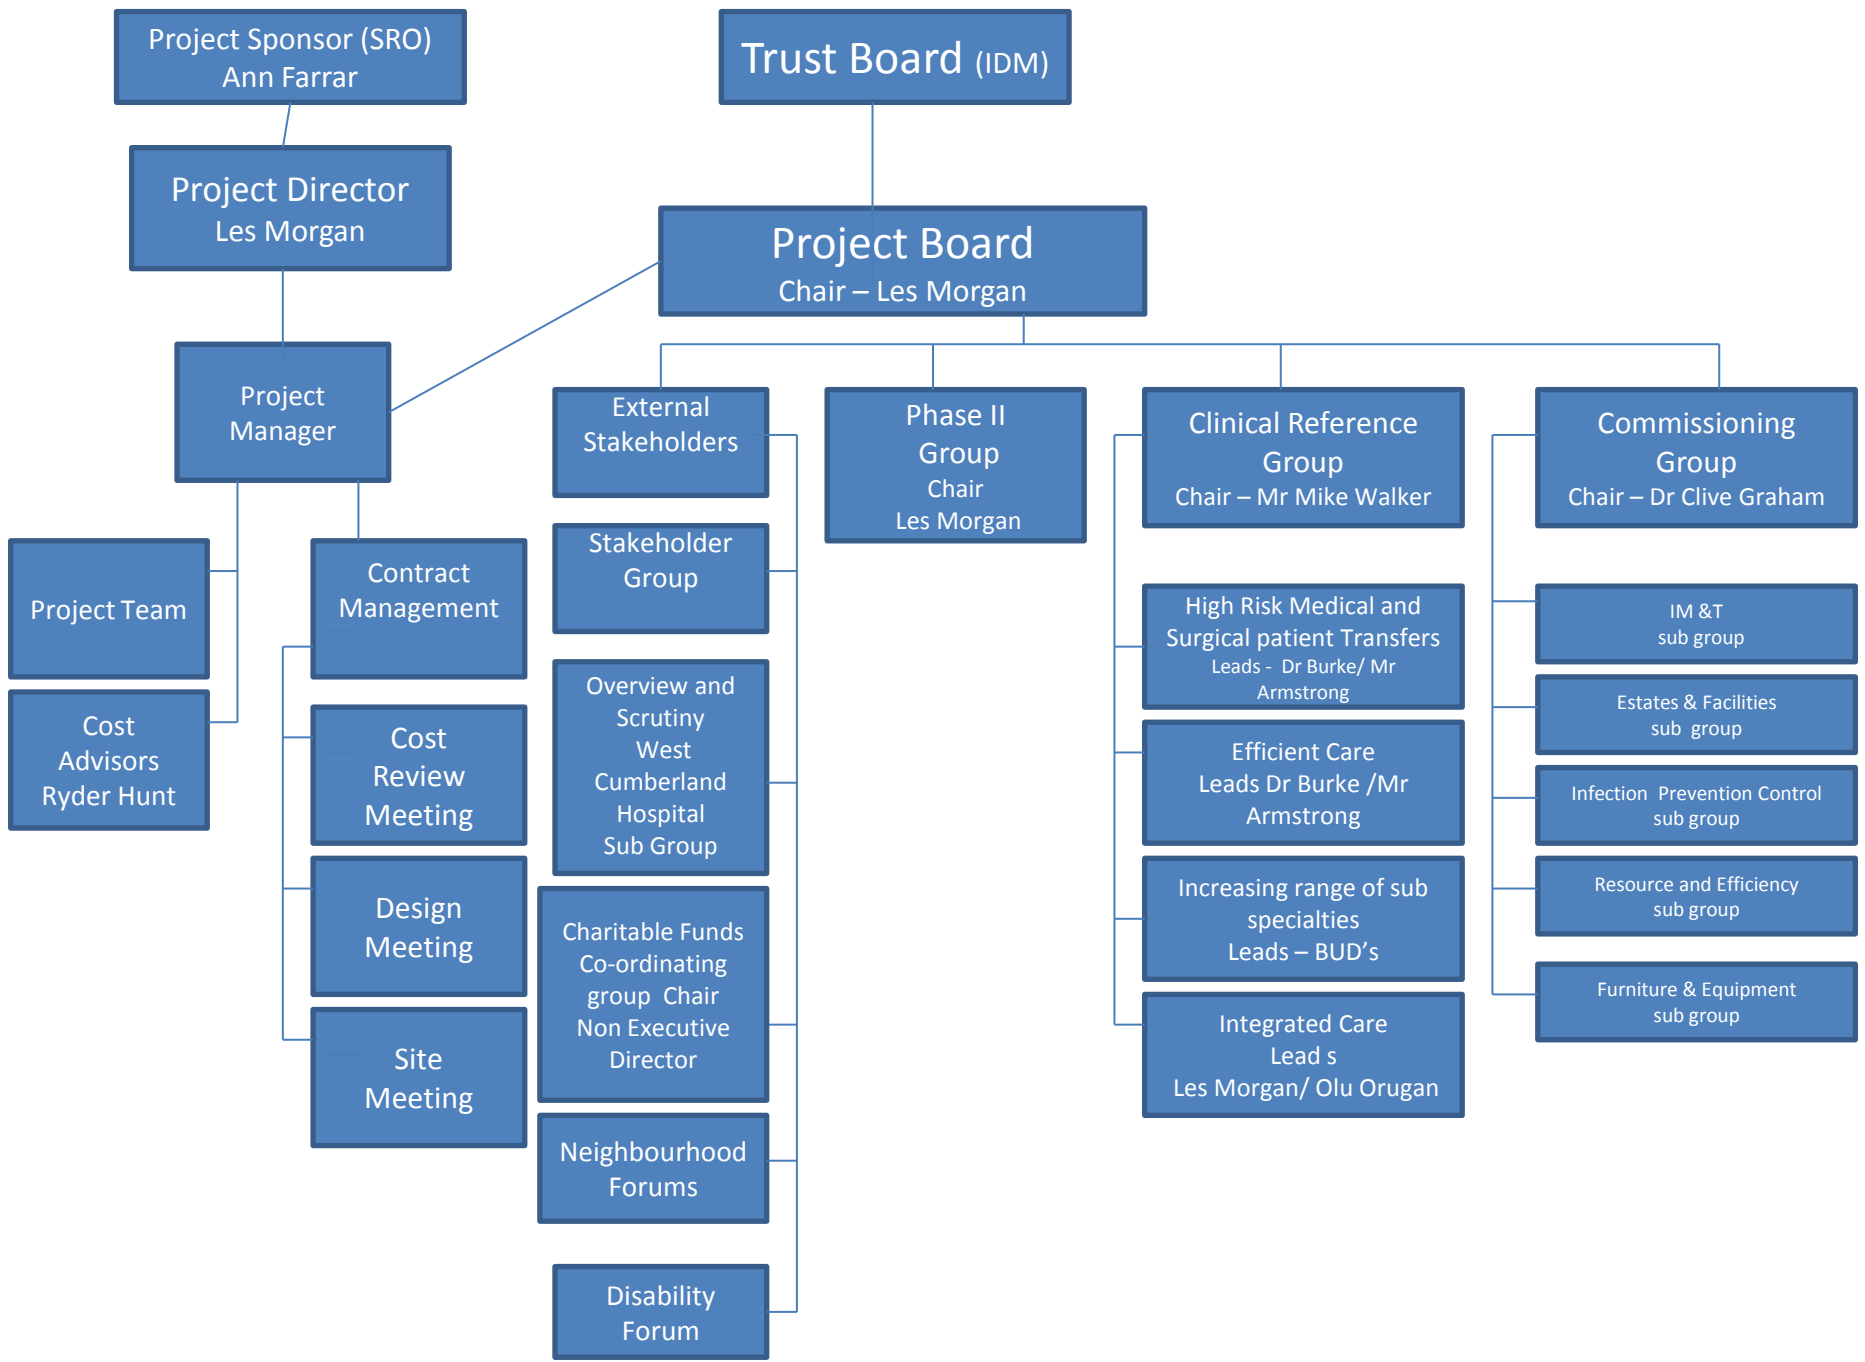 Project Sponsor (SRO)
Ann Farrar
Trust Board (IDM)
Project Director
Les Morgan
Project Board
Chair – Les Morgan
Project
Manager
External
Stakeholders
Phase II
Group
Chair
Les Morgan
Clinical Reference
Group
Chair – Mr Mike Walker
Commissioning
Group
Chair – Dr Clive Graham
Project Team
Cost
Advisors
Ryder Hunt
Contract
Management
Cost
Review
Meeting
Design
Meeting
Site
Meeting
Stakeholder
Group
Overview and
Scrutiny
West
Cumberland
Hospital
Sub Group
Charitable Funds
Co-ordinating
group  Chair
Non Executive
Director
Neighbourhood
Forums
Disability
Forum
High Risk Medical and
Surgical patient Transfers
Leads -  Dr Burke/ Mr
Armstrong
Efficient Care
Leads Dr Burke /Mr
Armstrong
Increasing range of sub
specialties
Leads – BUD’s
Integrated Care
Lead s
Les Morgan/ Olu Orugan
IM &T
sub group
Estates & Facilities
sub  group
Infection  Prevention Control
sub group
Resource and Efficiency
sub group
Furniture & Equipment
sub group